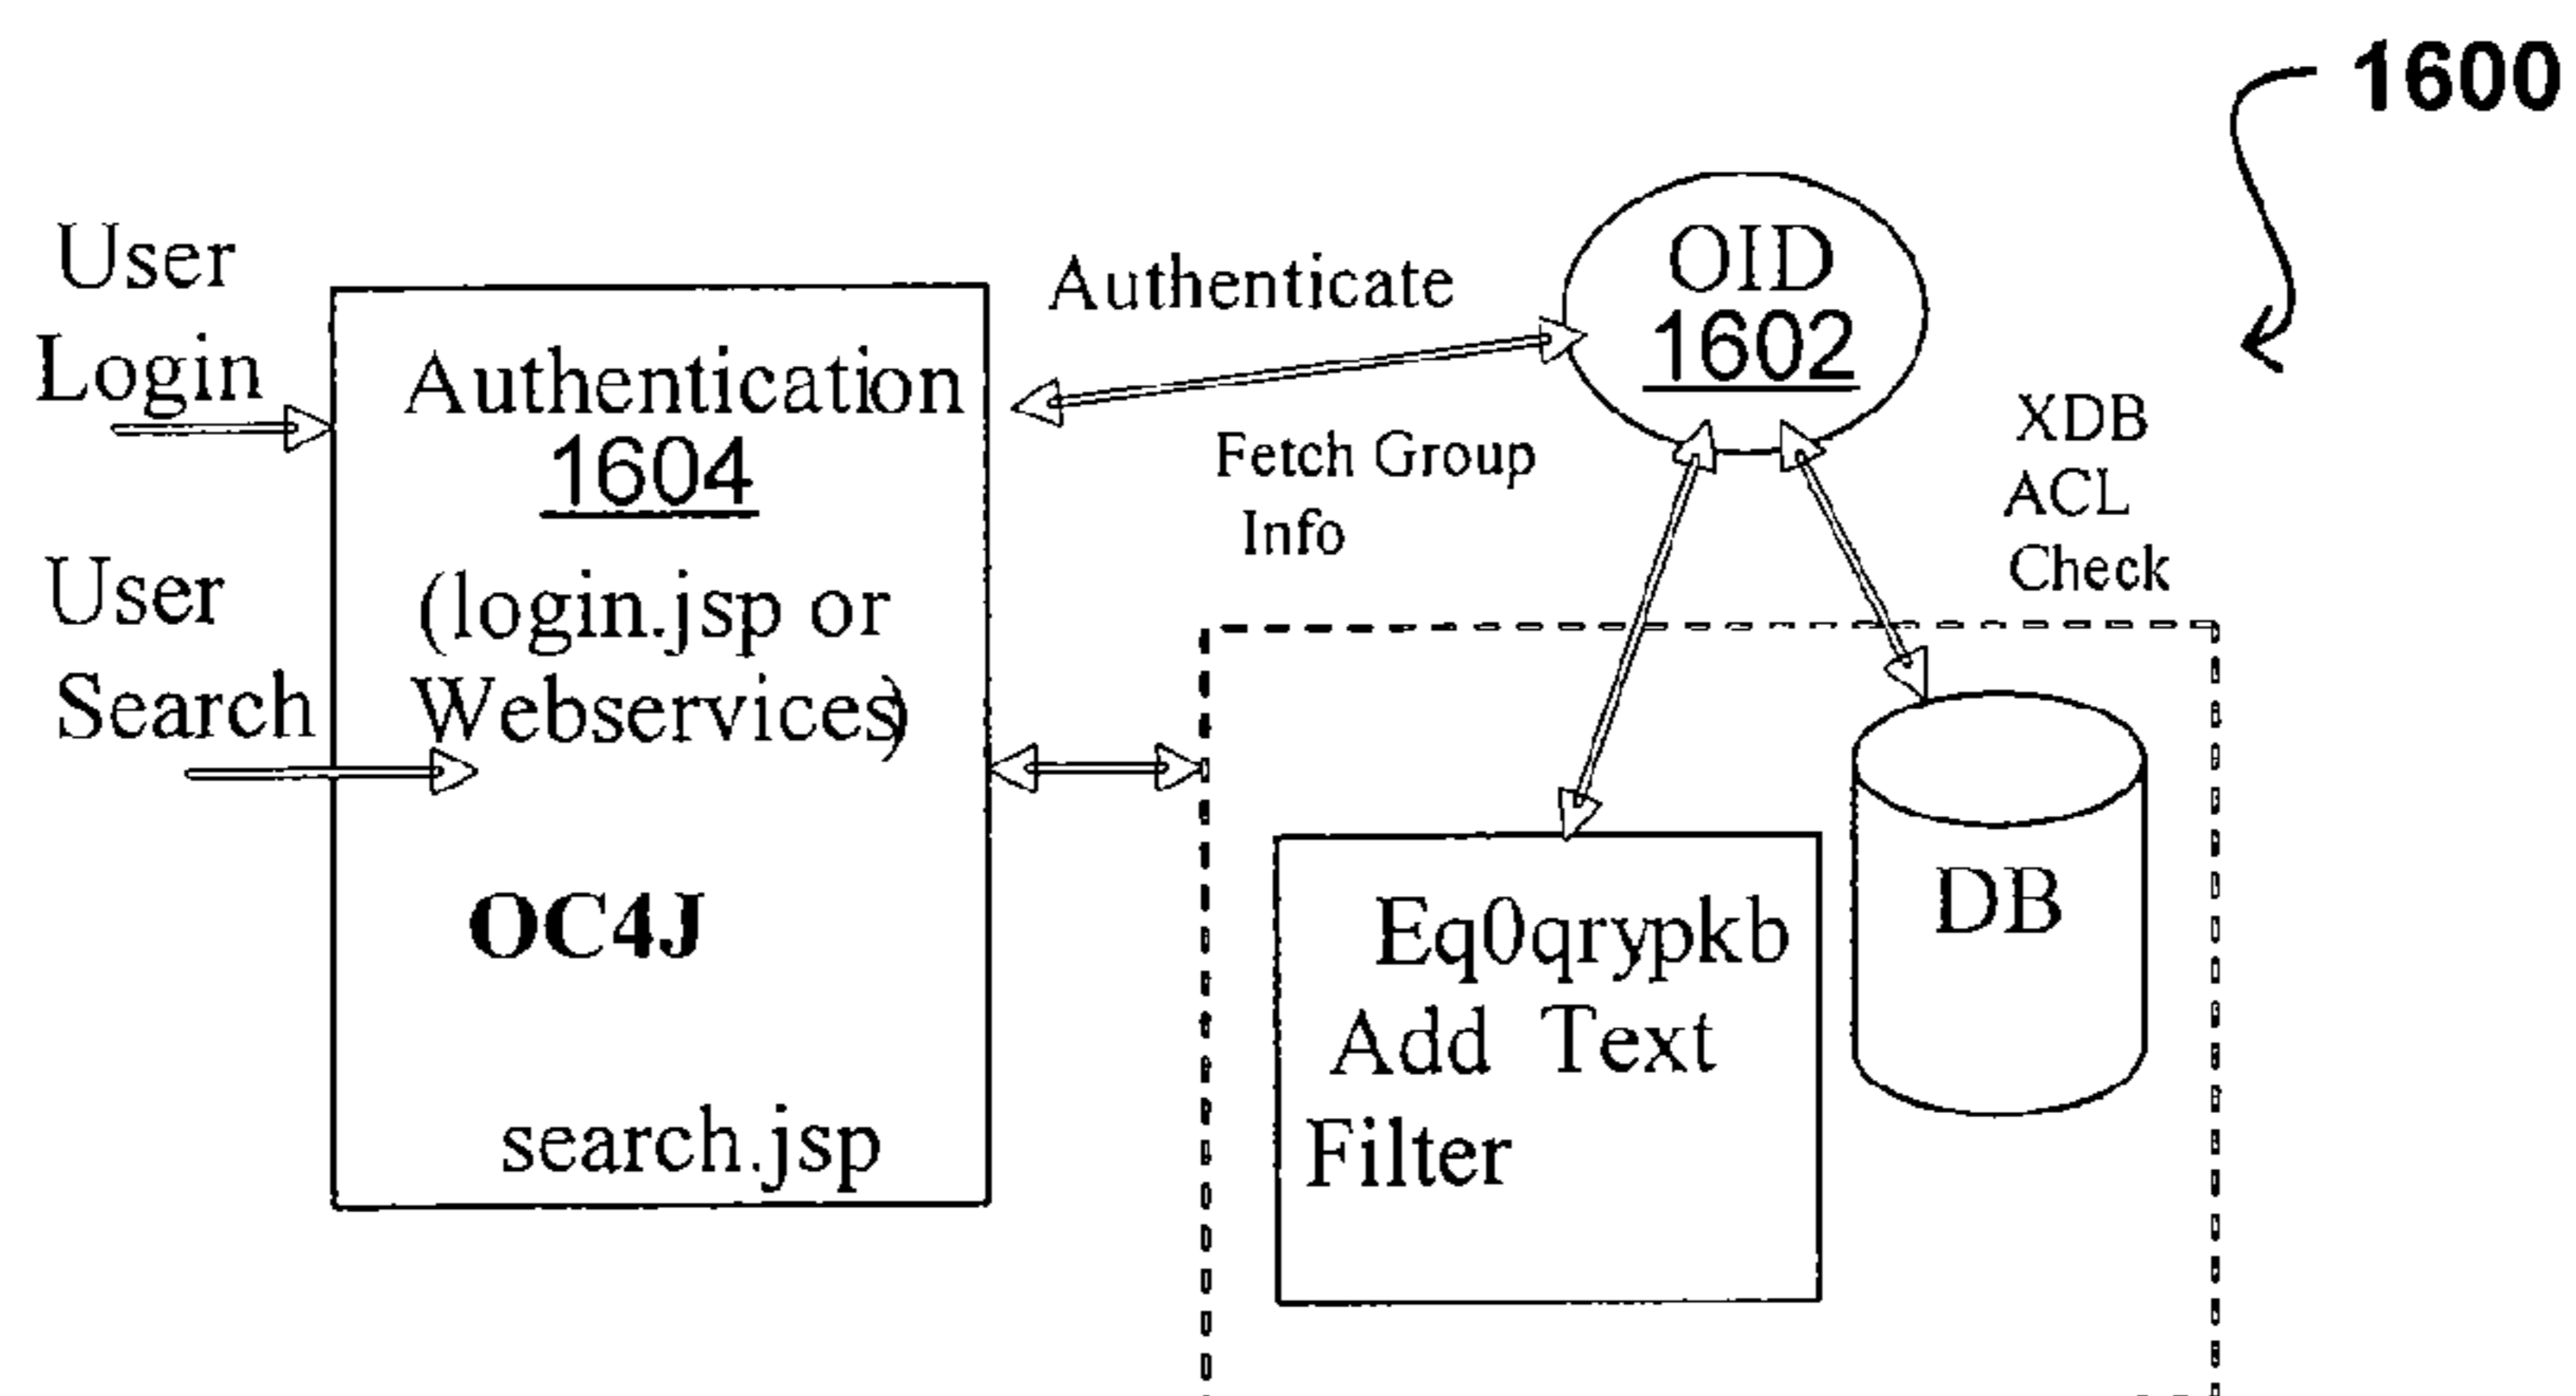 1600
User
Login
User
Search
Authentication
1604
(login.jsp or
Webservices)
OC4J
search.jsp
Authenticate
OID
1602
Fetch Group
Info
XDB
ACL
Check
Eq0qrypkb
Add Text
Filter
DB